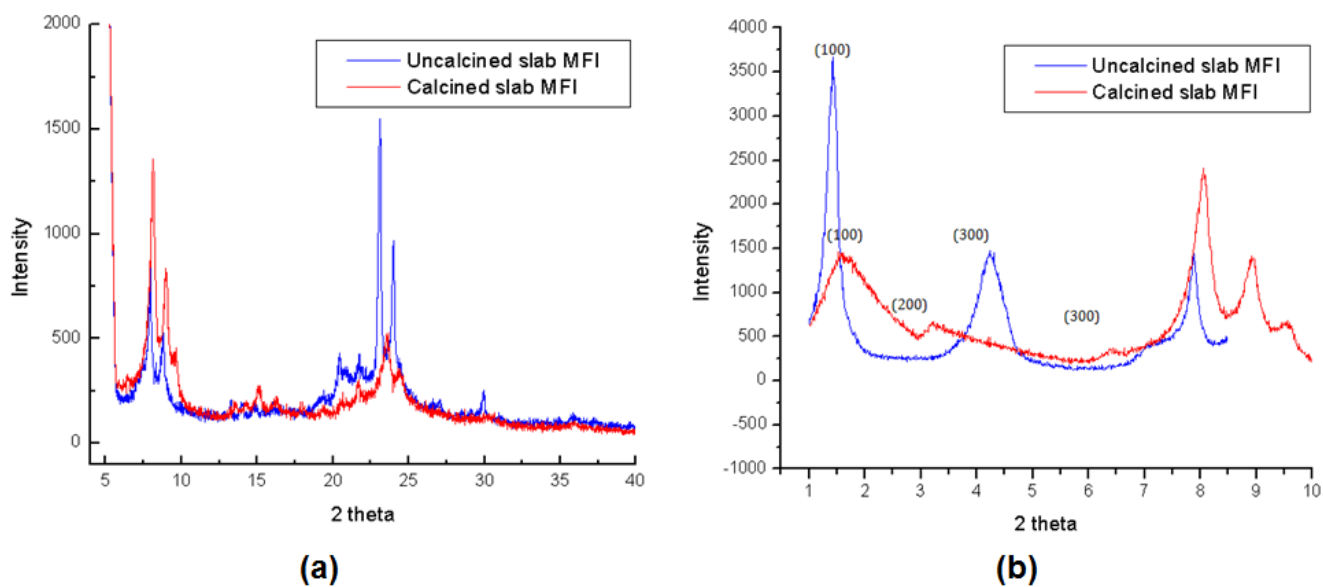 2000
1500
1000
500
0
Intensity
Uncalcined slab MFI
Calcined slab MFI
5 10 15 20 25 30 35 40
2 theta
(a)
4000
3500
3000
2500
2000
1500
1000
500
0
-500
-1000
Intensity
(100)
Uncalcined slab MFI
Calcined slab MFI
(100)
(300)
(200)
(300)
1 2 3 4 5 6 7 8 9 10
2 theta
(b)